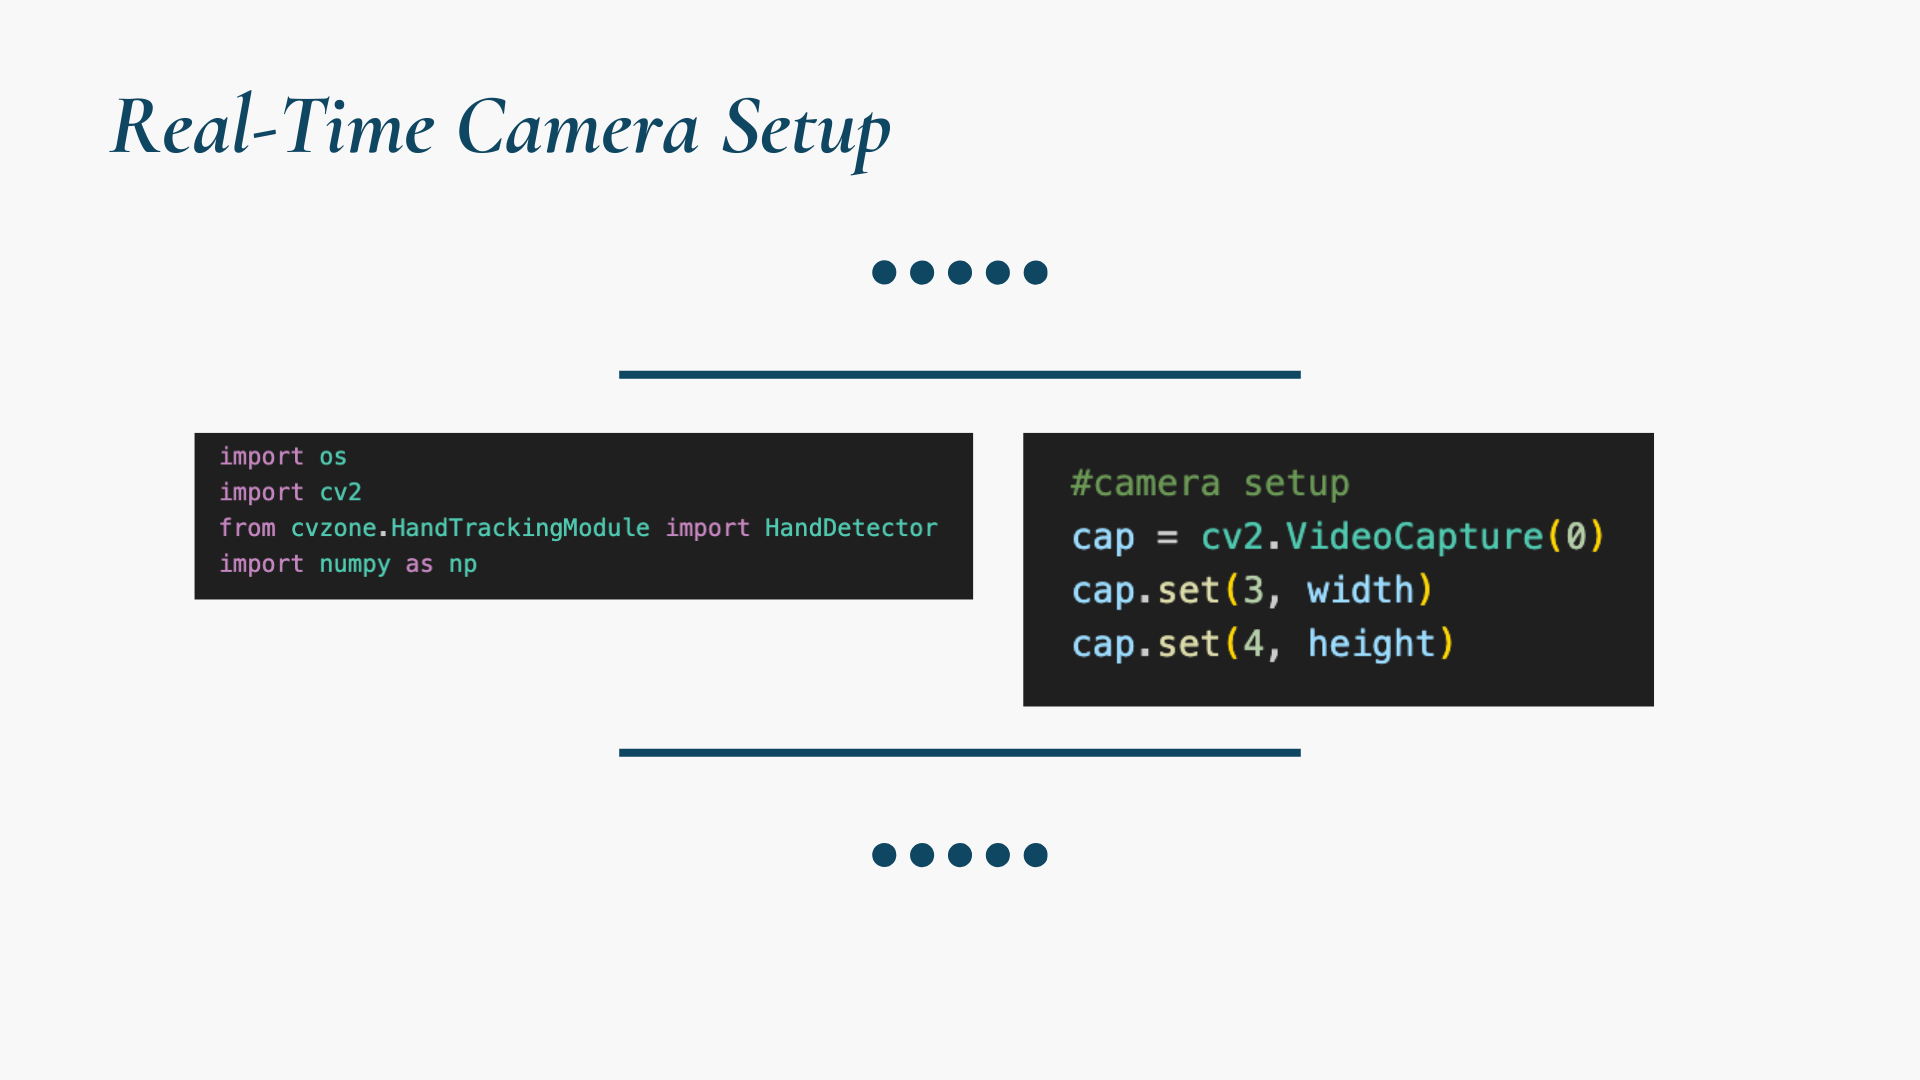 Real-Time Camera Setup
import os
import cv2
from cvzone.HandTrackingModule import HandDetector
import numpy as np
#camera setup
cap = cv2.VideoCapture(0)
cap.set(3, width)
cap.set(4, height)